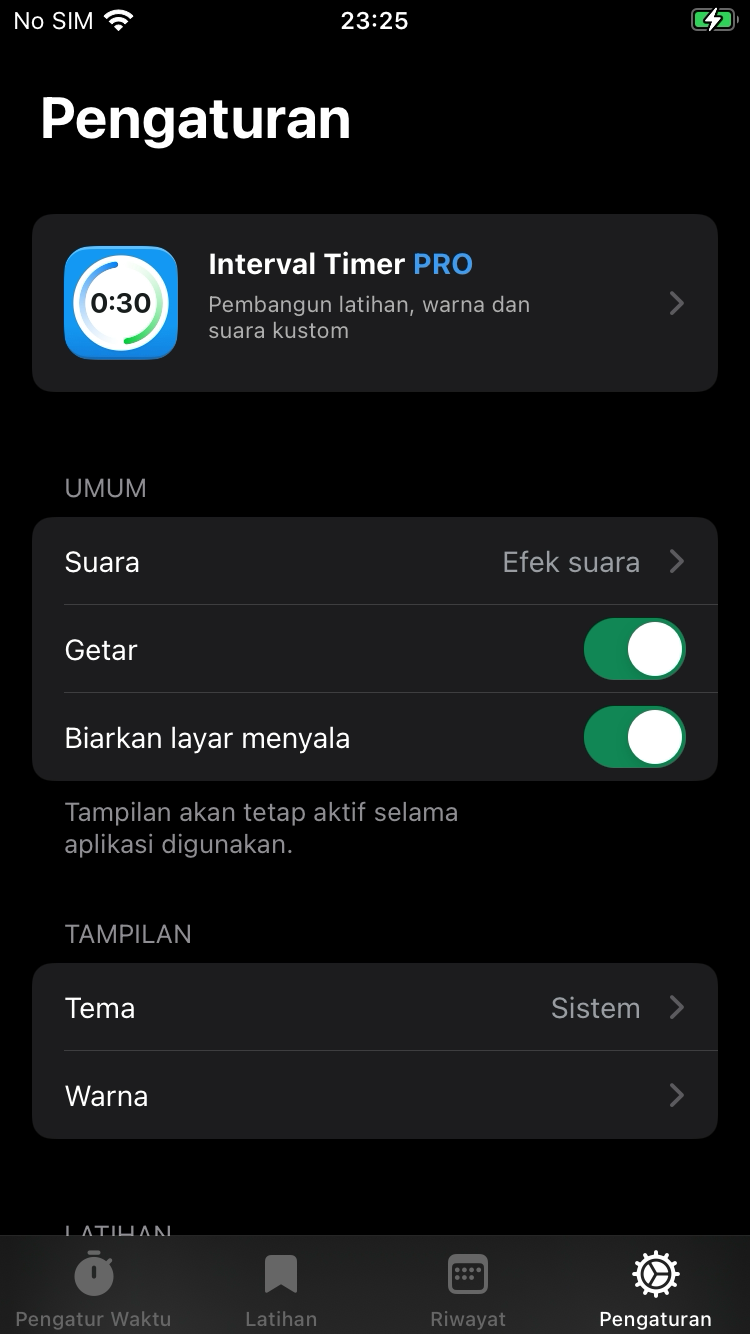 No SIM 23:25
Pengaturan
0:30
Interval Timer PRO
Pembangun latihan, warna dan
suara kustom
UMUM
Suara Efek suara
Getar
Biarkan layar menyala
Tampilan akan tetap aktif selama
aplikasi digunakan.
TAMPILAN
Tema Sistem
Warna
LATIHAN
Pengatur Waktu Latihan Riwayat Pengaturan